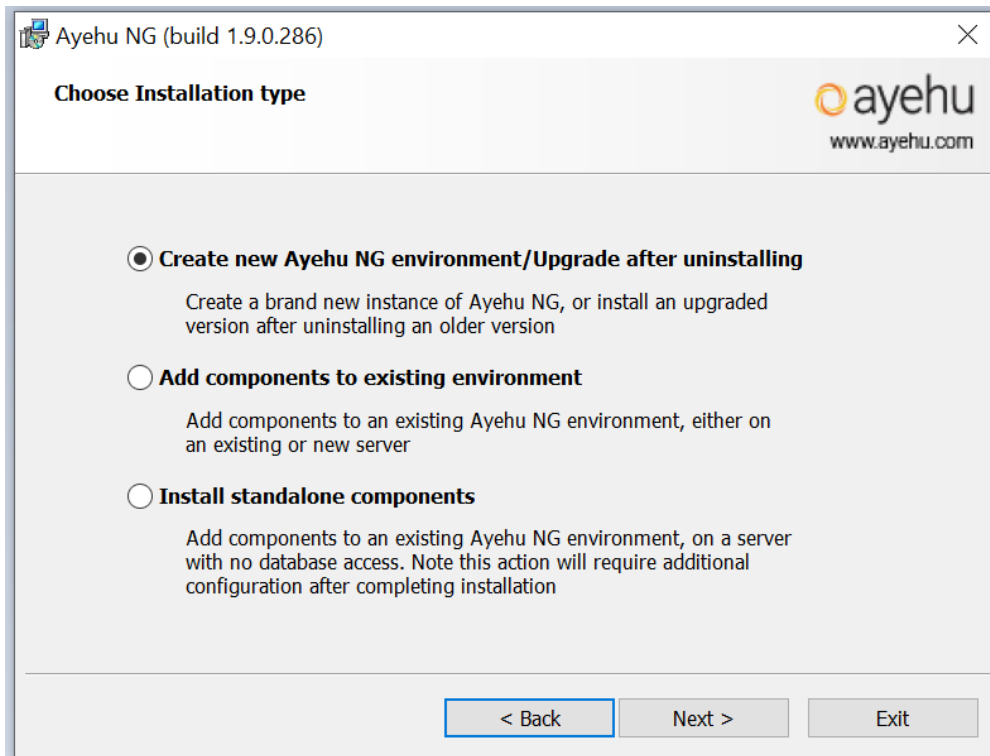 Ayehu NG (build 1.9.0.286)
Choose Installation type
ayehu
www.ayehu.com
Create new Ayehu NG environment/Upgrade after uninstalling
Create a brand new instance of Ayehu NG, or install an upgraded
version after uninstalling an older version
Add components to existing environment
Add components to an existing Ayehu NG environment, either on
an existing or new server
Install standalone components
Add components to an existing Ayehu NG environment, on a server
with no database access. Note this action will require additional
configuration after completing installation
< Back
Next >
Exit